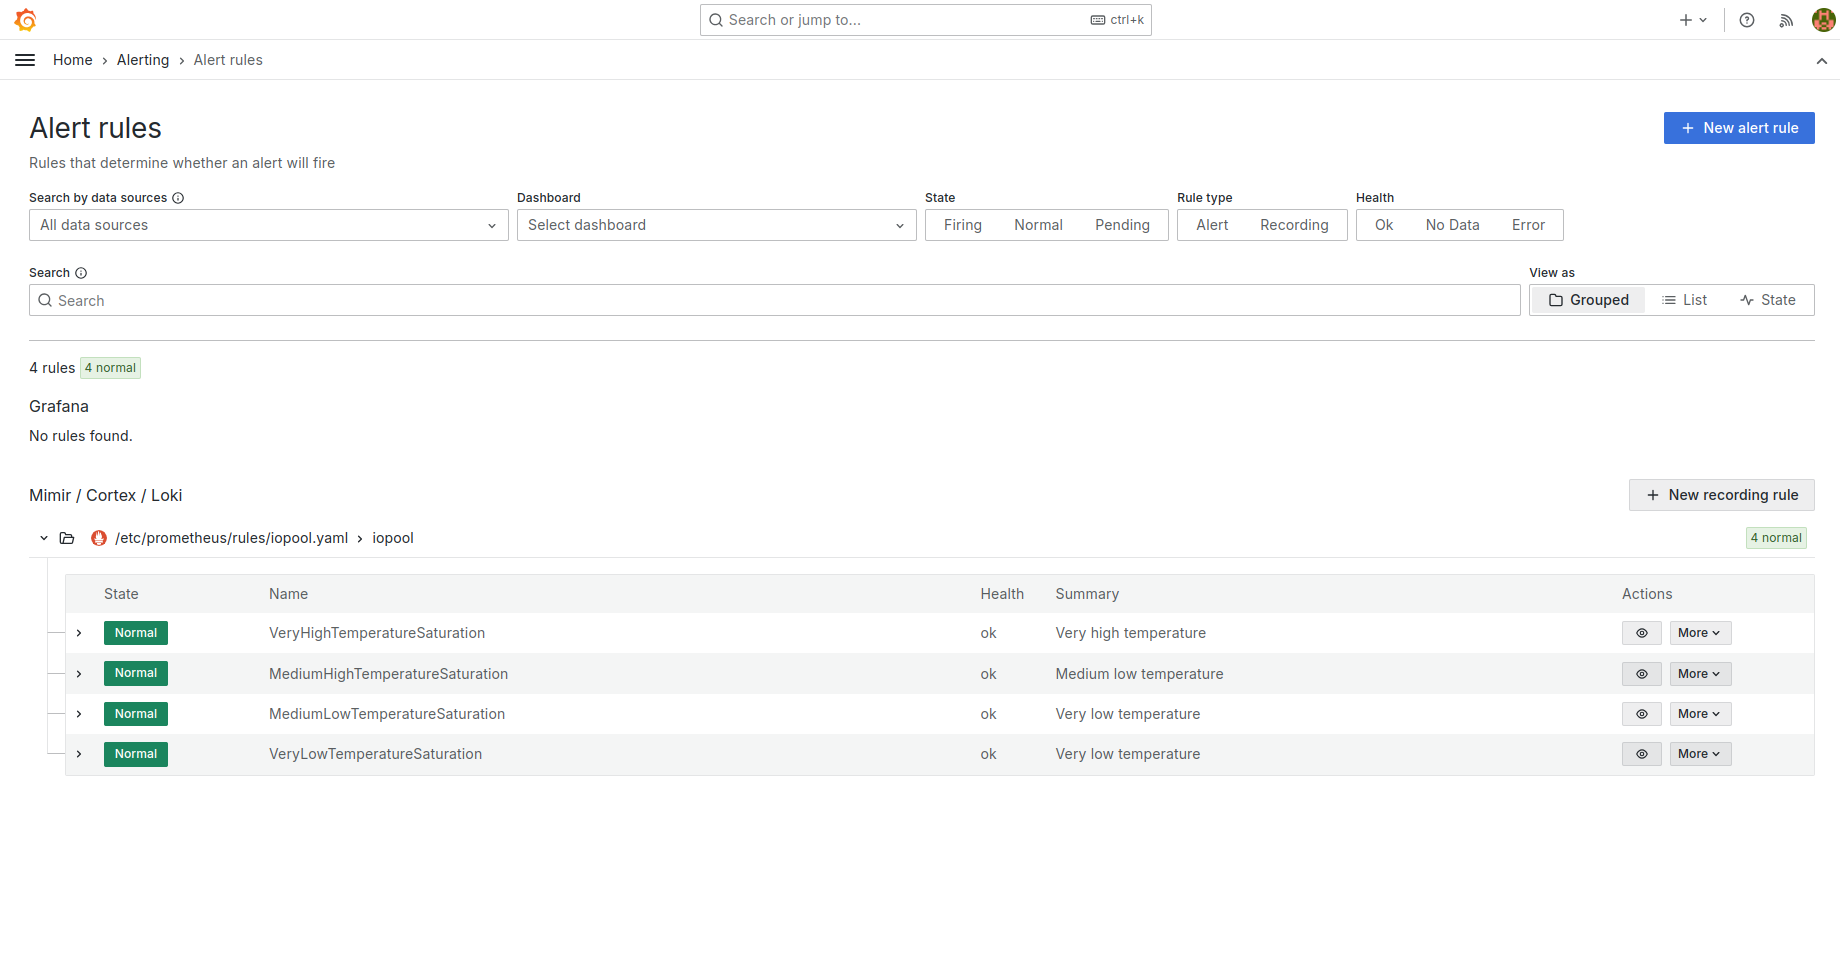 Search or jump to... ctrl+k
Home › Alerting › Alert rules
Alert rules
+ New alert rule
Rules that determine whether an alert will fire
Search by data sources Dashboard State Rule type Health
All data sources Select dashboard Firing Normal Pending Alert Recording Ok No Data Error
Search View as
Search Grouped List State
4 rules 4 normal
Grafana
No rules found.
Mimir / Cortex / Loki + New recording rule
/etc/prometheus/rules/iopool.yaml › iopool 4 normal
State Name Health Summary Actions
Normal VeryHighTemperatureSaturation ok Very high temperature More
Normal MediumHighTemperatureSaturation ok Medium low temperature More
Normal MediumLowTemperatureSaturation ok Very low temperature More
Normal VeryLowTemperatureSaturation ok Very low temperature More